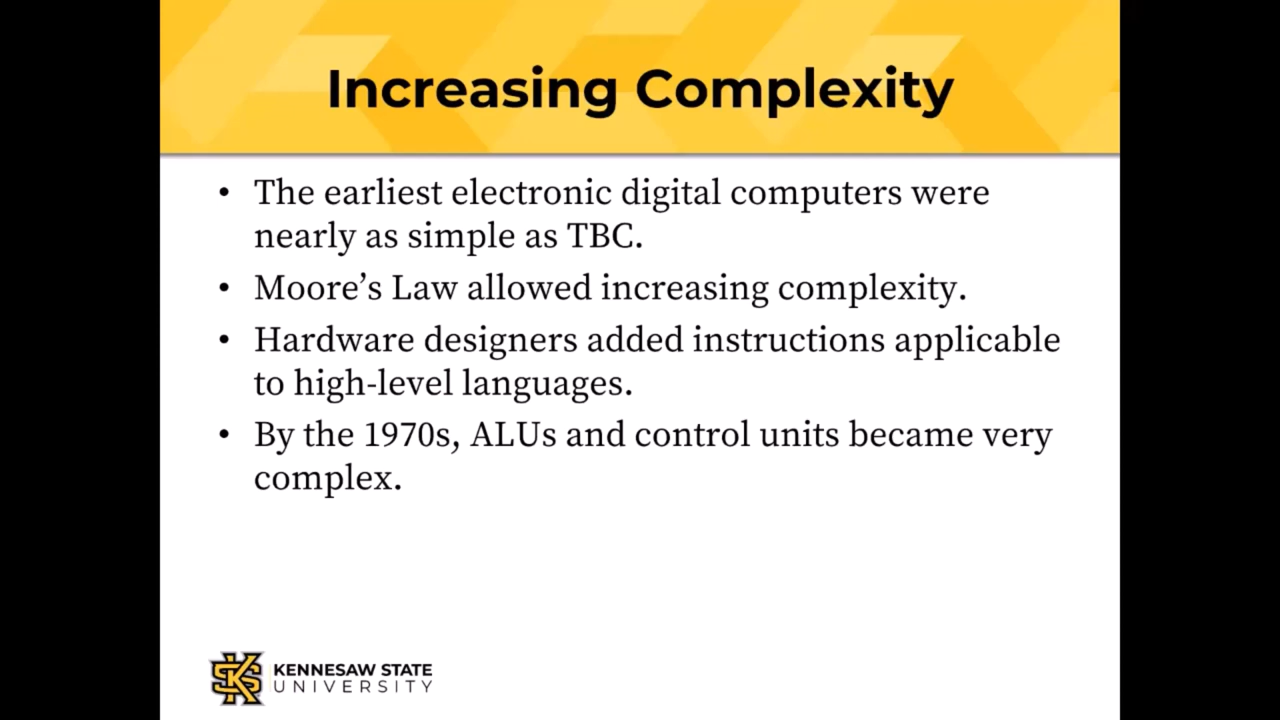 Increasing Complexity
• The earliest electronic digital computers were
nearly as simple as TBC.
• Moore’s Law allowed increasing complexity.
• Hardware designers added instructions applicable
to high-level languages.
• By the 1970s, ALUs and control units became very
complex.
KENNESAW STATE
UNIVERSITY